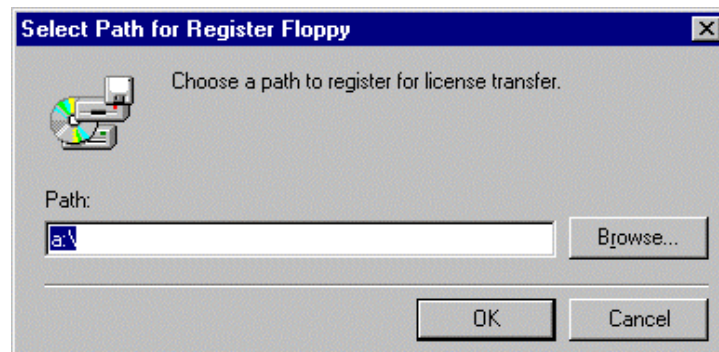 Select Path for Register Floppy
Choose a path to register for license transfer.
Path:
a:\
Browse...
OK
Cancel